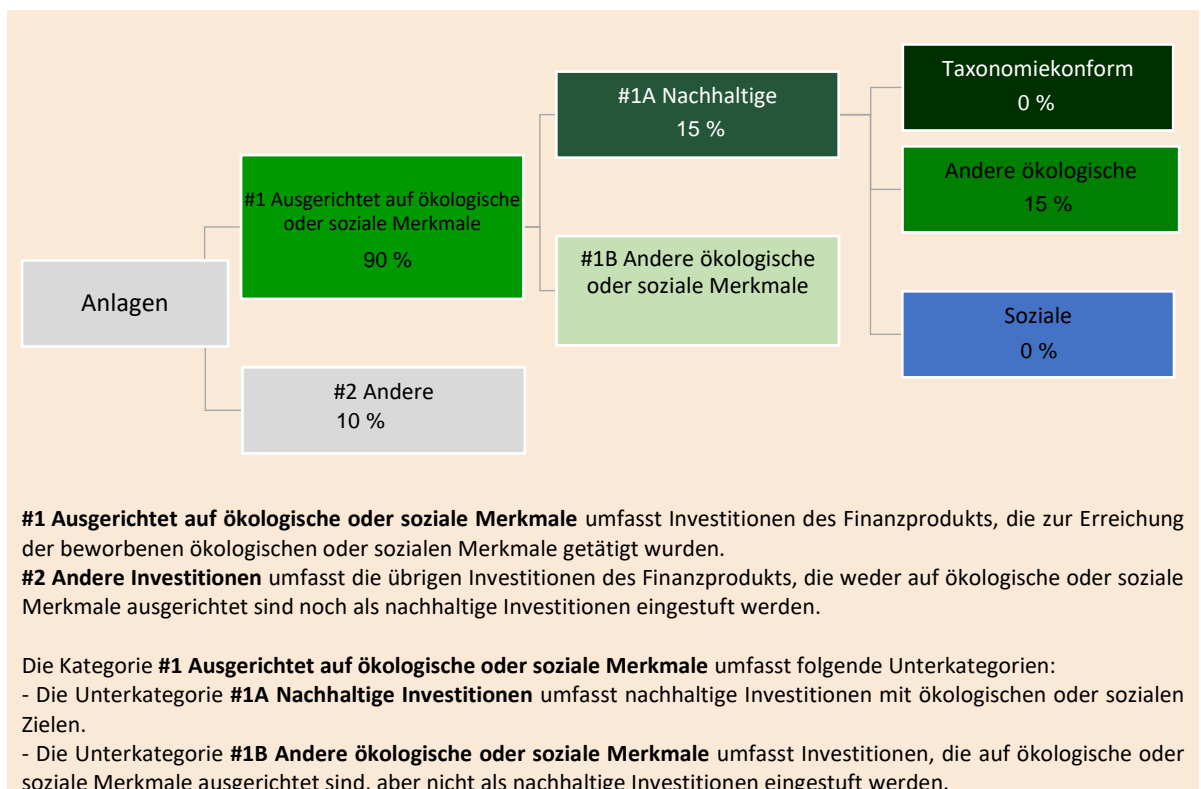 Anlagen
#1 Ausgerichtet auf ökologische
oder soziale Merkmale
90 %
#2 Andere
10 %
#1A Nachhaltige
15 %
#1B Andere ökologische
oder soziale Merkmale
Taxonomiekonform
0 %
Andere ökologische
15 %
Soziale
0 %
#1 Ausgerichtet auf ökologische oder soziale Merkmale umfasst Investitionen des Finanzprodukts, die zur Erreichung
der beworbenen ökologischen oder sozialen Merkmale getätigt wurden.
#2 Andere Investitionen umfasst die übrigen Investitionen des Finanzprodukts, die weder auf ökologische oder soziale
Merkmale ausgerichtet sind noch als nachhaltige Investitionen eingestuft werden.
Die Kategorie #1 Ausgerichtet auf ökologische oder soziale Merkmale umfasst folgende Unterkategorien:
- Die Unterkategorie #1A Nachhaltige Investitionen umfasst nachhaltige Investitionen mit ökologischen oder sozialen
Zielen.
- Die Unterkategorie #1B Andere ökologische oder soziale Merkmale umfasst Investitionen, die auf ökologische oder
soziale Merkmale ausgerichtet sind, aber nicht als nachhaltige Investitionen eingestuft werden.